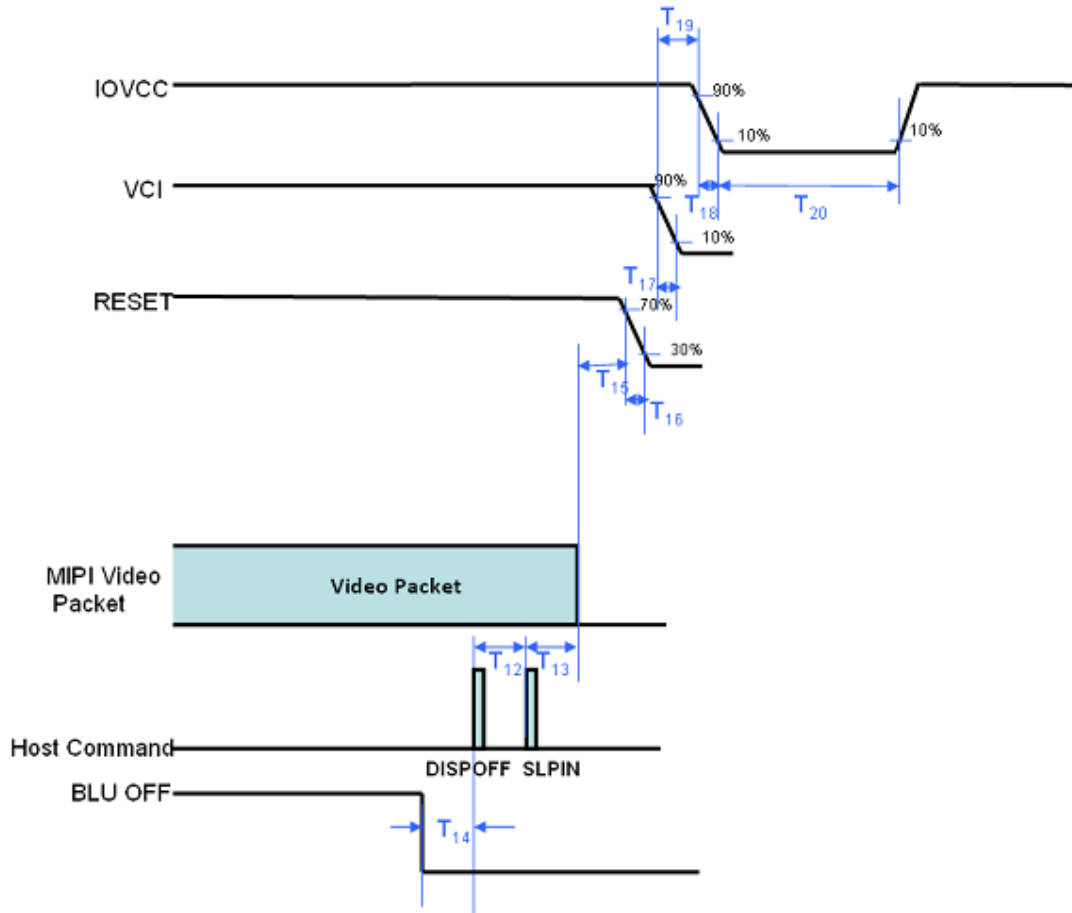 T19
IOVCC
90%
10%
10%
VCI
90%
T18
T20
10%
T17
RESET
70%
30%
T15
T16
MIPI Video
Packet
Video Packet
T12
T13
Host Command
DISPOFF
SLPIN
BLU OFF
T14